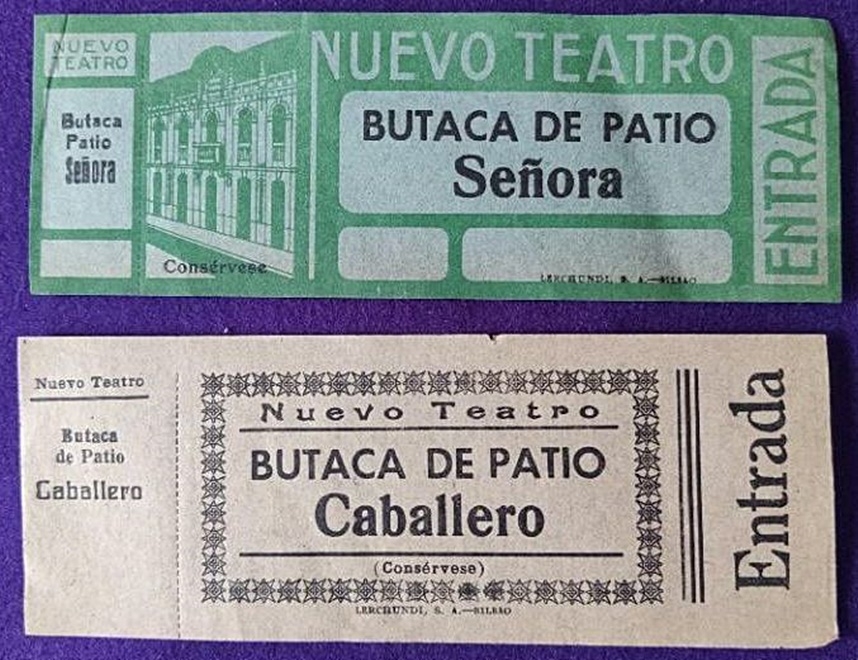 NUEVO
TEATRO
Butaca
Patio
Señora
Consérvese
NUEVO TEATRO
BUTACA DE PATIO
Señora
LERCHUNDI, S. A.—BILBAO
ENTRADA
Nuevo Teatro
Butaca
de Patio
Caballero
Nuevo Teatro
BUTACA DE PATIO
Caballero
(Consérvese)
LERCHUNDI, S. A.—BILBAO
Entrada